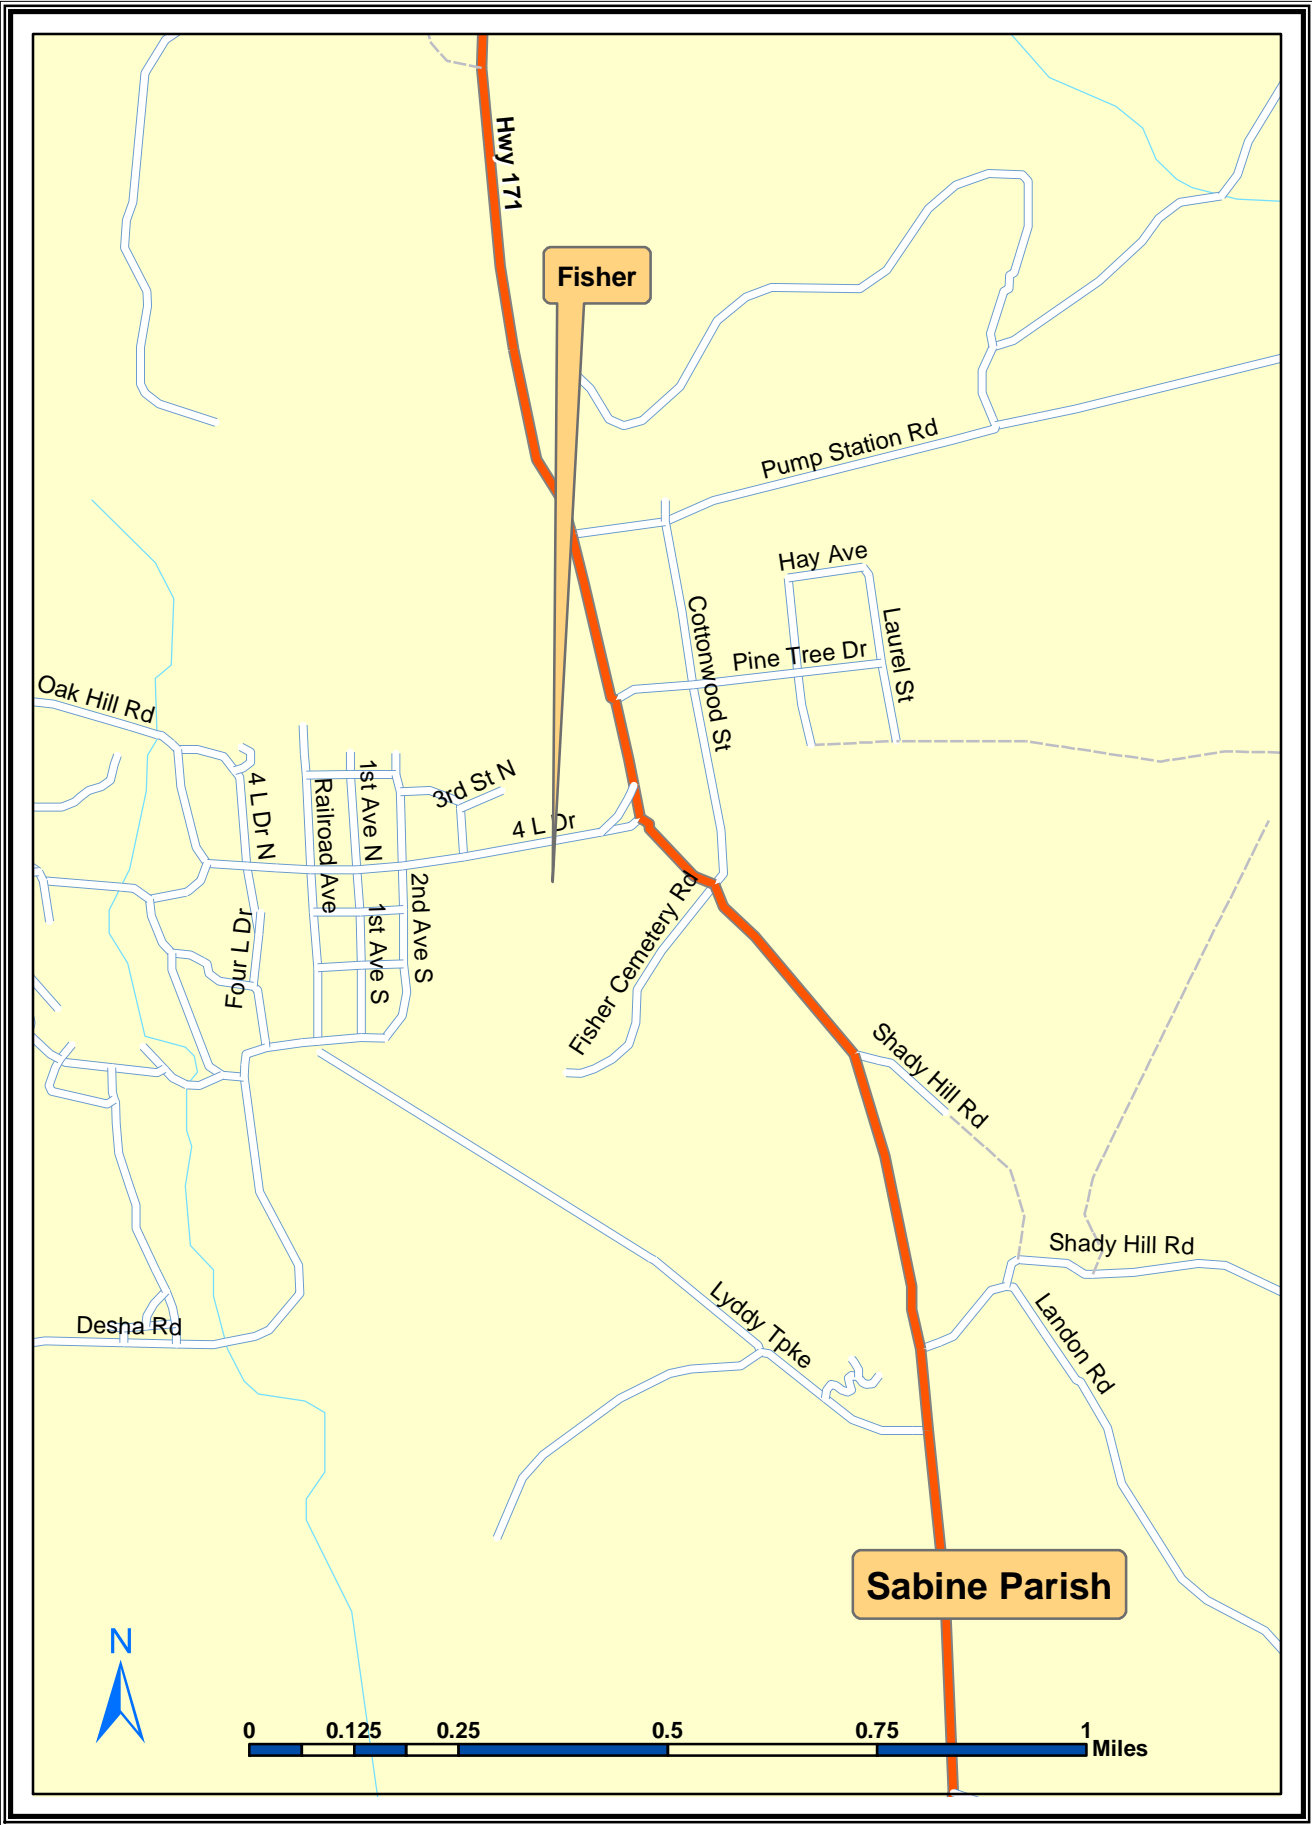 Hwy 171
Fisher
Pump Station Rd
Hay Ave
Cottonwood St
Laurel St
Pine Tree Dr
Oak Hill Rd
4 L Dr N
Railroad Ave
1st Ave N
3rd St N
4 L Dr
2nd Ave S
1st Ave S
Four L Dr
Fisher Cemetery Rd
Shady Hill Rd
Shady Hill Rd
Landon Rd
Lyddy Tpke
Desha Rd
Sabine Parish
N
0 0.125 0.25 0.5 0.75 1
Miles